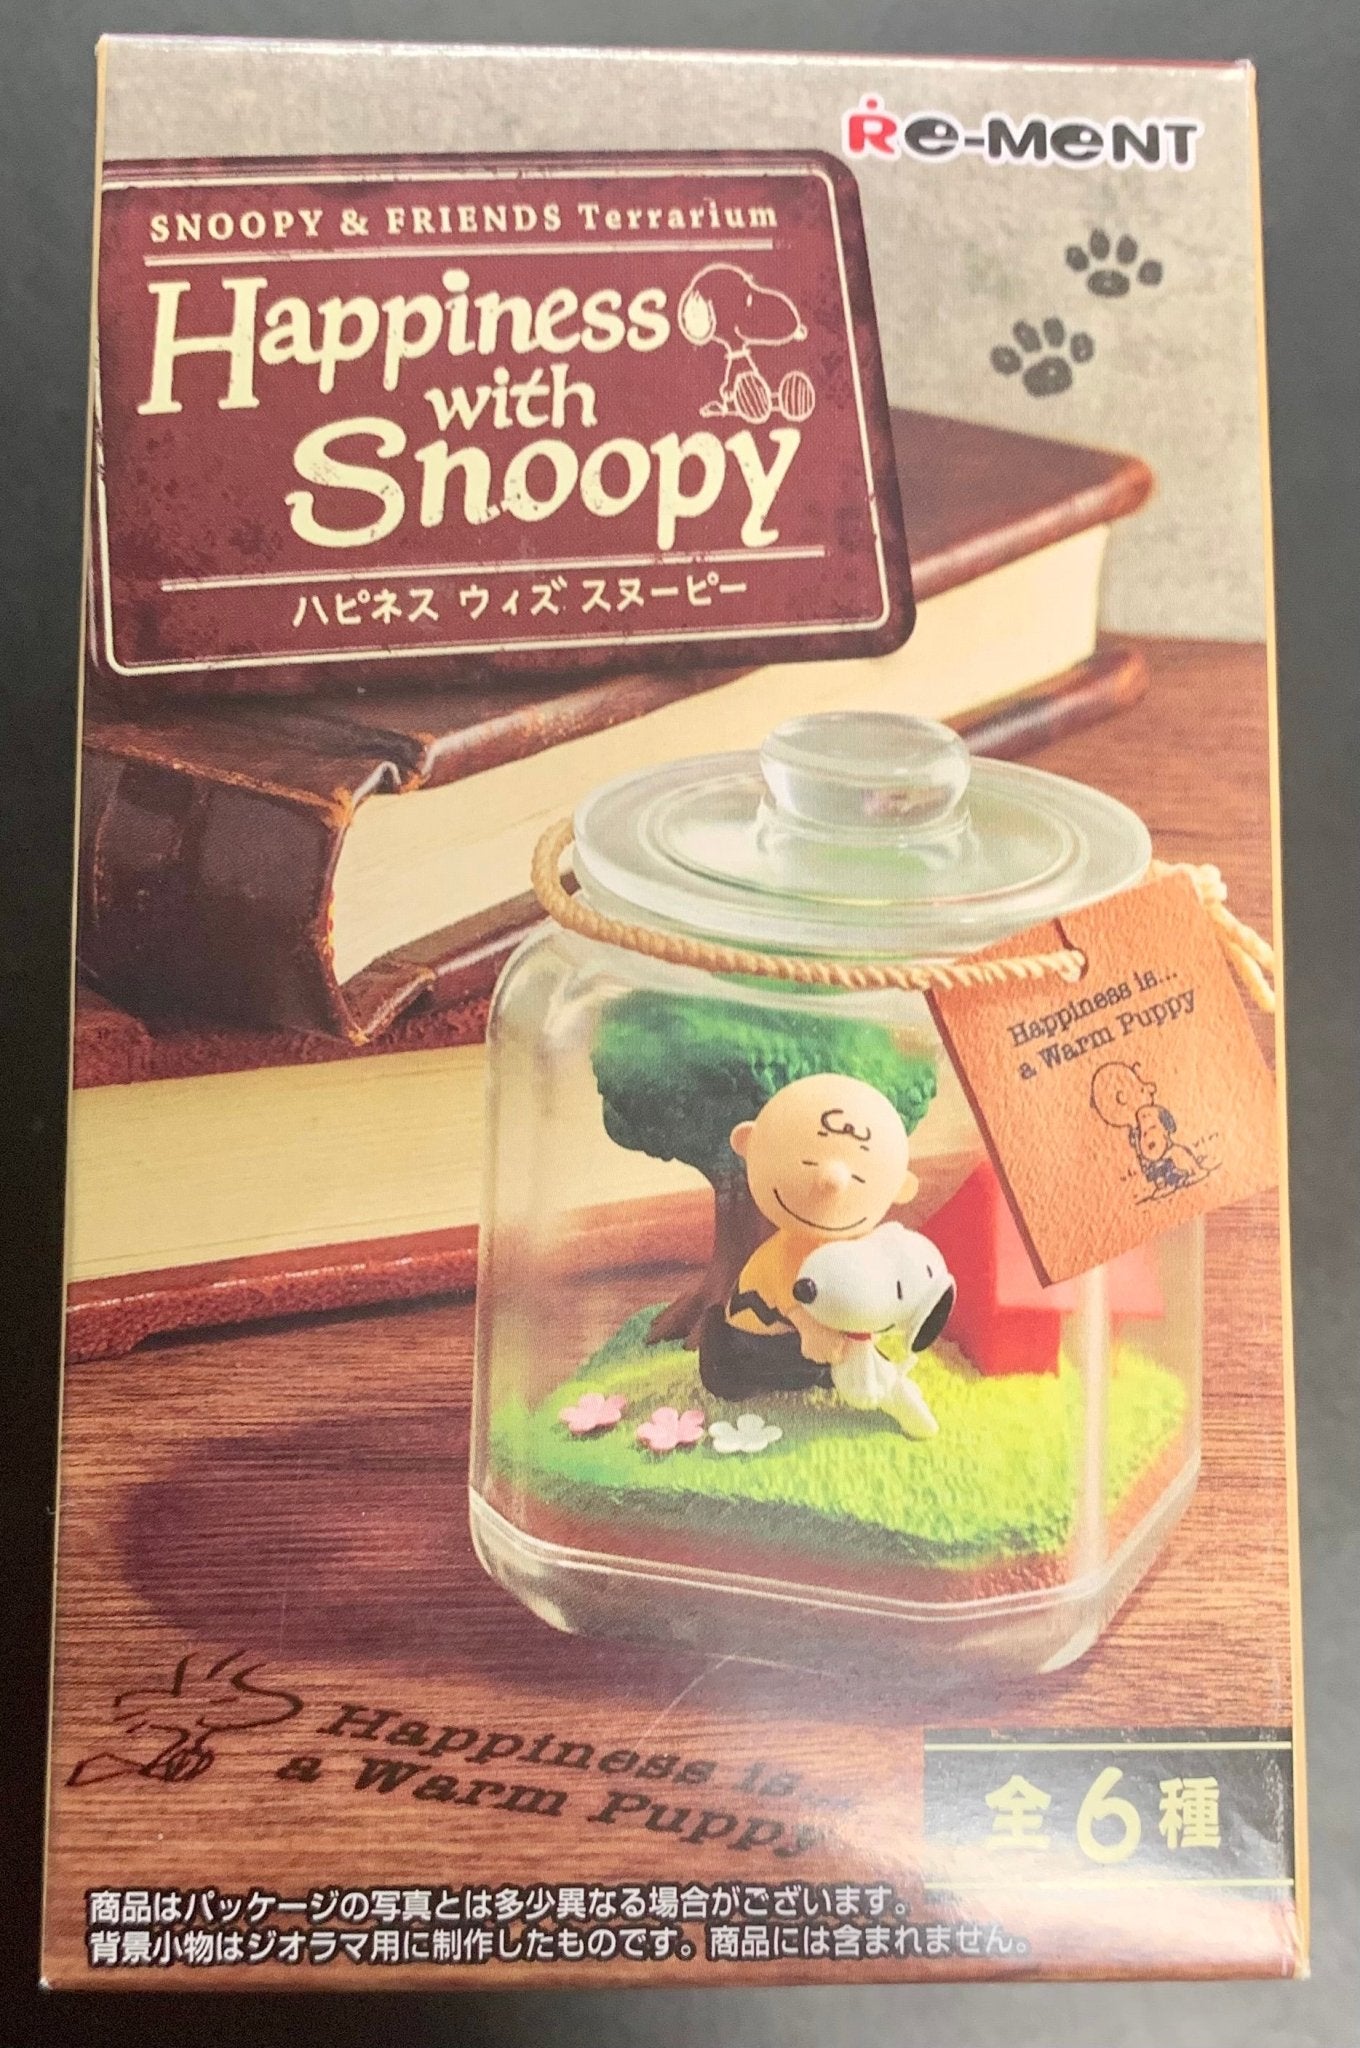 Re-MeNT
SNOOPY & FRIENDS Terrarium
Happiness
with
Snoopy
ハピネス ウィズ スヌーピー
Happiness is...
a Warm Puppy
Happiness is...
a Warm Puppy
全6種
商品はパッケージの写真とは多少異なる場合がございます。
背景小物はジオラマ用に制作したものです。商品には含まれません。